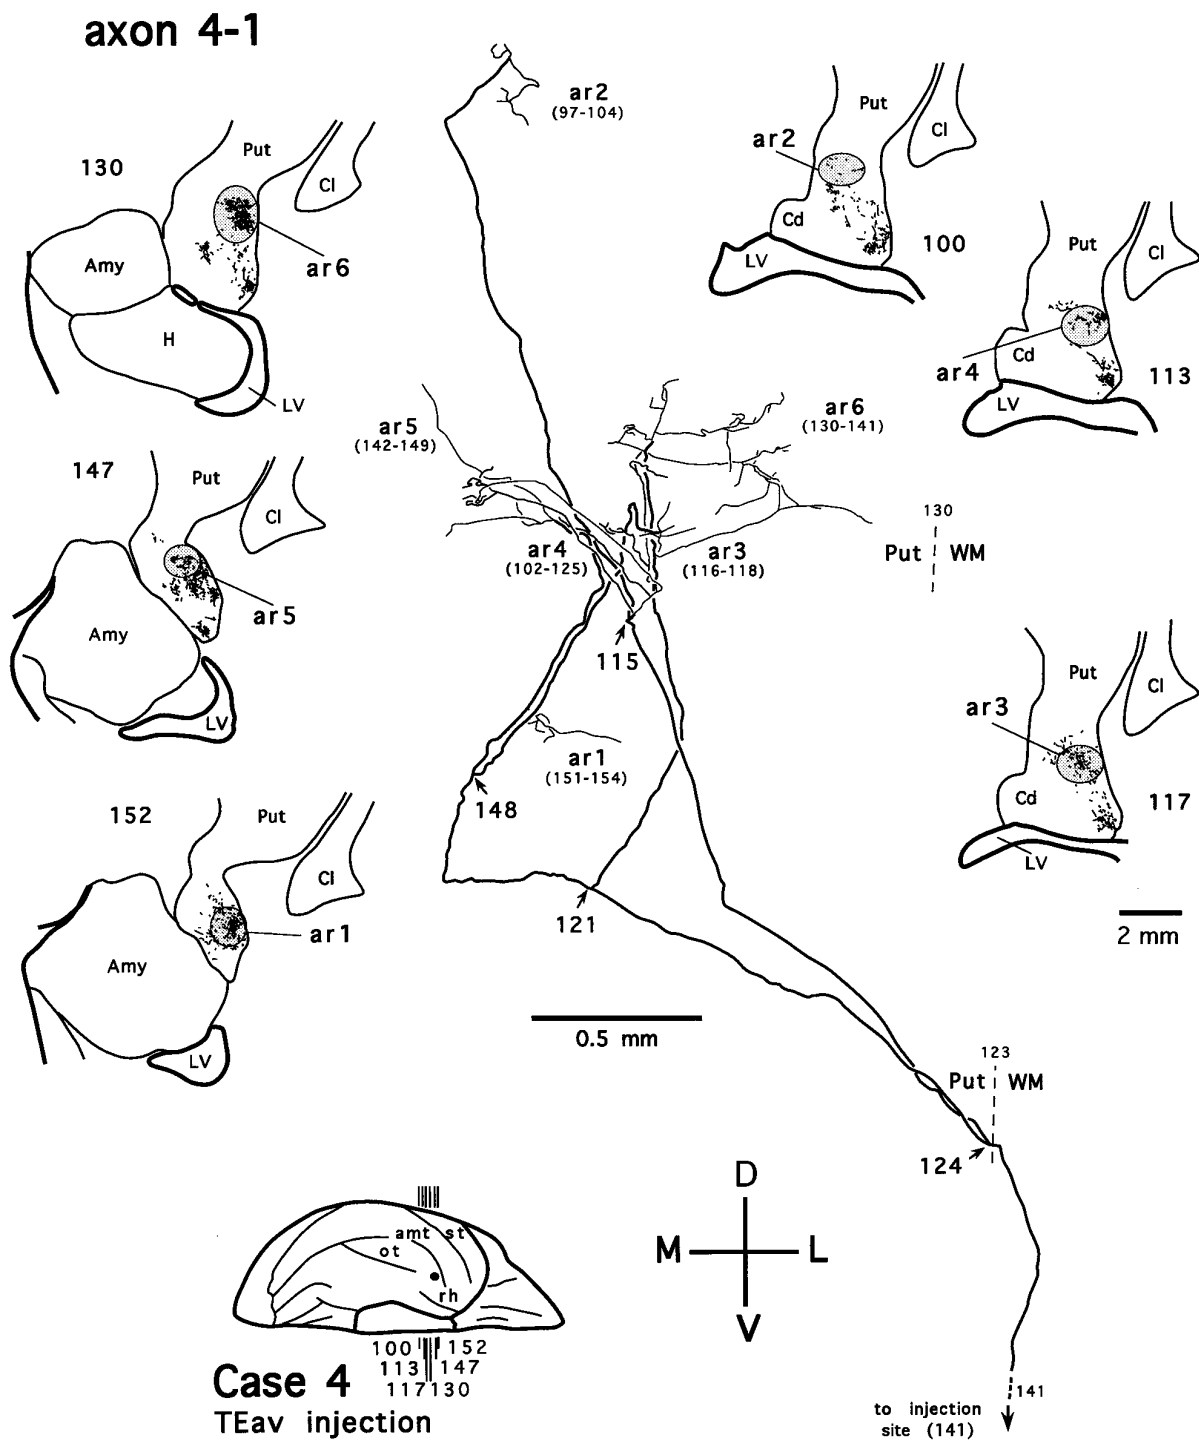 axon 4-1
ar2
(97-104)
130
Put
Cl
Amy
ar6
H
LV
Put
Cl
ar2
Cd
LV
100
Put
Cl
ar4
Cd
LV
113
ar5
(142-149)
ar6
(130-141)
147
Put
Cl
Amy
ar5
LV
ar4
(102-125)
ar3
(116-118)
130
Put WM
115
ar1
(151-154)
148
121
Put
Cl
ar3
Cd
LV
117
2 mm
152
Put
Cl
Amy
ar1
LV
0.5 mm
123
Put WM
124
D
M L
V
amt st
ot
rh
100 152
113 147
117 130
Case 4
TEav injection
141
to injection
site (141)